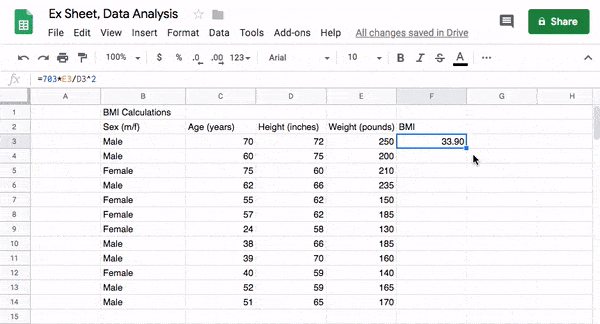 Ex Sheet, Data Analysis
File Edit View Insert Format Data Tools Add-ons Help All changes saved in Drive
Share
100% $ % .0 .00 123 Arial 10 B I S A
fx =703*E3/D3^2
A B C D E F G H
1 BMI Calculations
2 Sex (m/f) Age (years) Height (inches) Weight (pounds) BMI
3 Male 70 72 250 33.90
4 Male 60 75 200
5 Female 75 60 210
6 Male 62 66 235
7 Female 55 62 150
8 Female 57 62 185
9 Female 24 58 130
10 Male 38 66 185
11 Male 39 70 160
12 Female 40 59 140
13 Male 52 59 165
14 Male 51 65 170
15